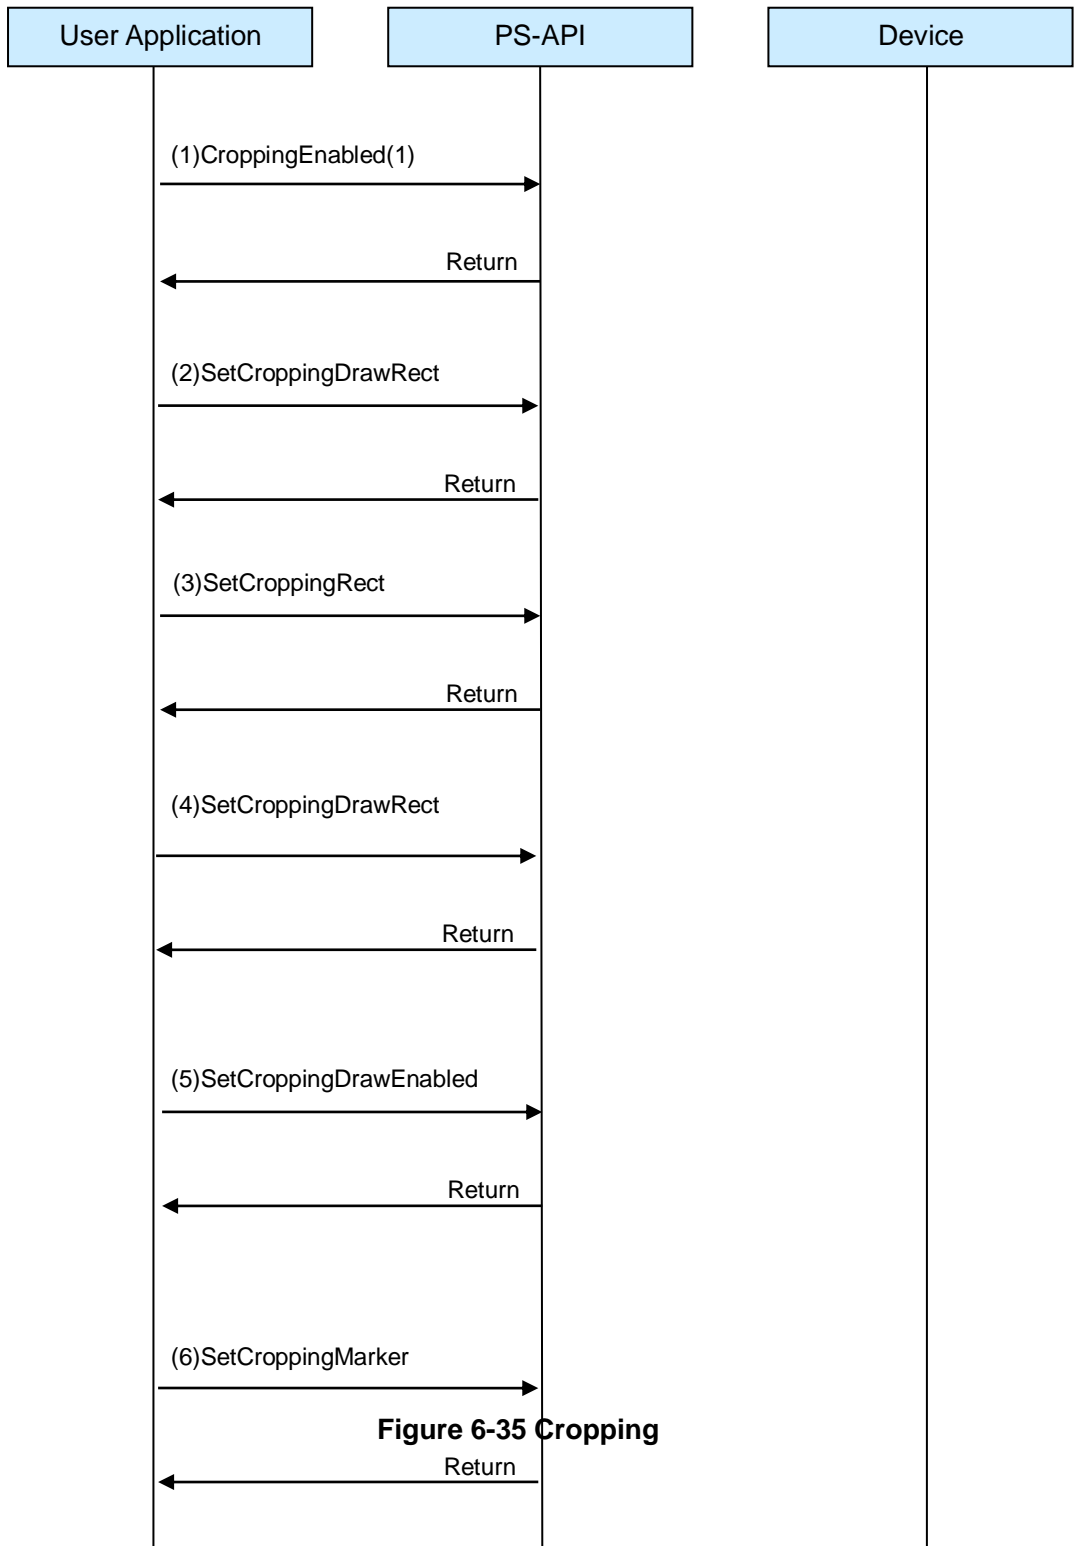 User Application
PS-API
Device
(1)CroppingEnabled(1)
Return
(2)SetCroppingDrawRect
Return
(3)SetCroppingRect
Return
(4)SetCroppingDrawRect
Return
(5)SetCroppingDrawEnabled
Return
(6)SetCroppingMarker
Figure 6-35 Cropping
Return